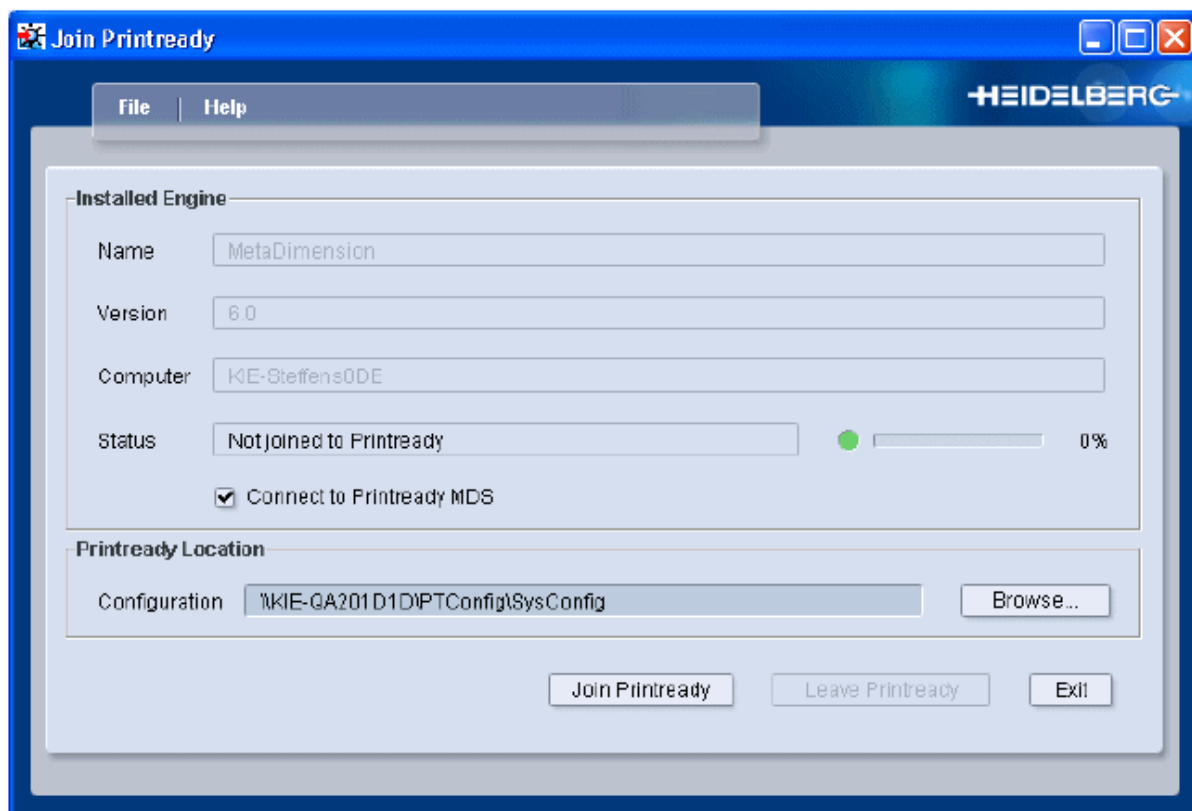 Join Printready
File | Help
HEIDELBERG
Installed Engine
Name MetaDimension
Version 6.0
Computer KIE-Steffens0DE
Status Not joined to Printready 0%
Connect to Printready MDS
Printready Location
Configuration \\KIE-QA201D1D\PTConfig\SysConfig Browse...
Join Printready Leave Printready Exit